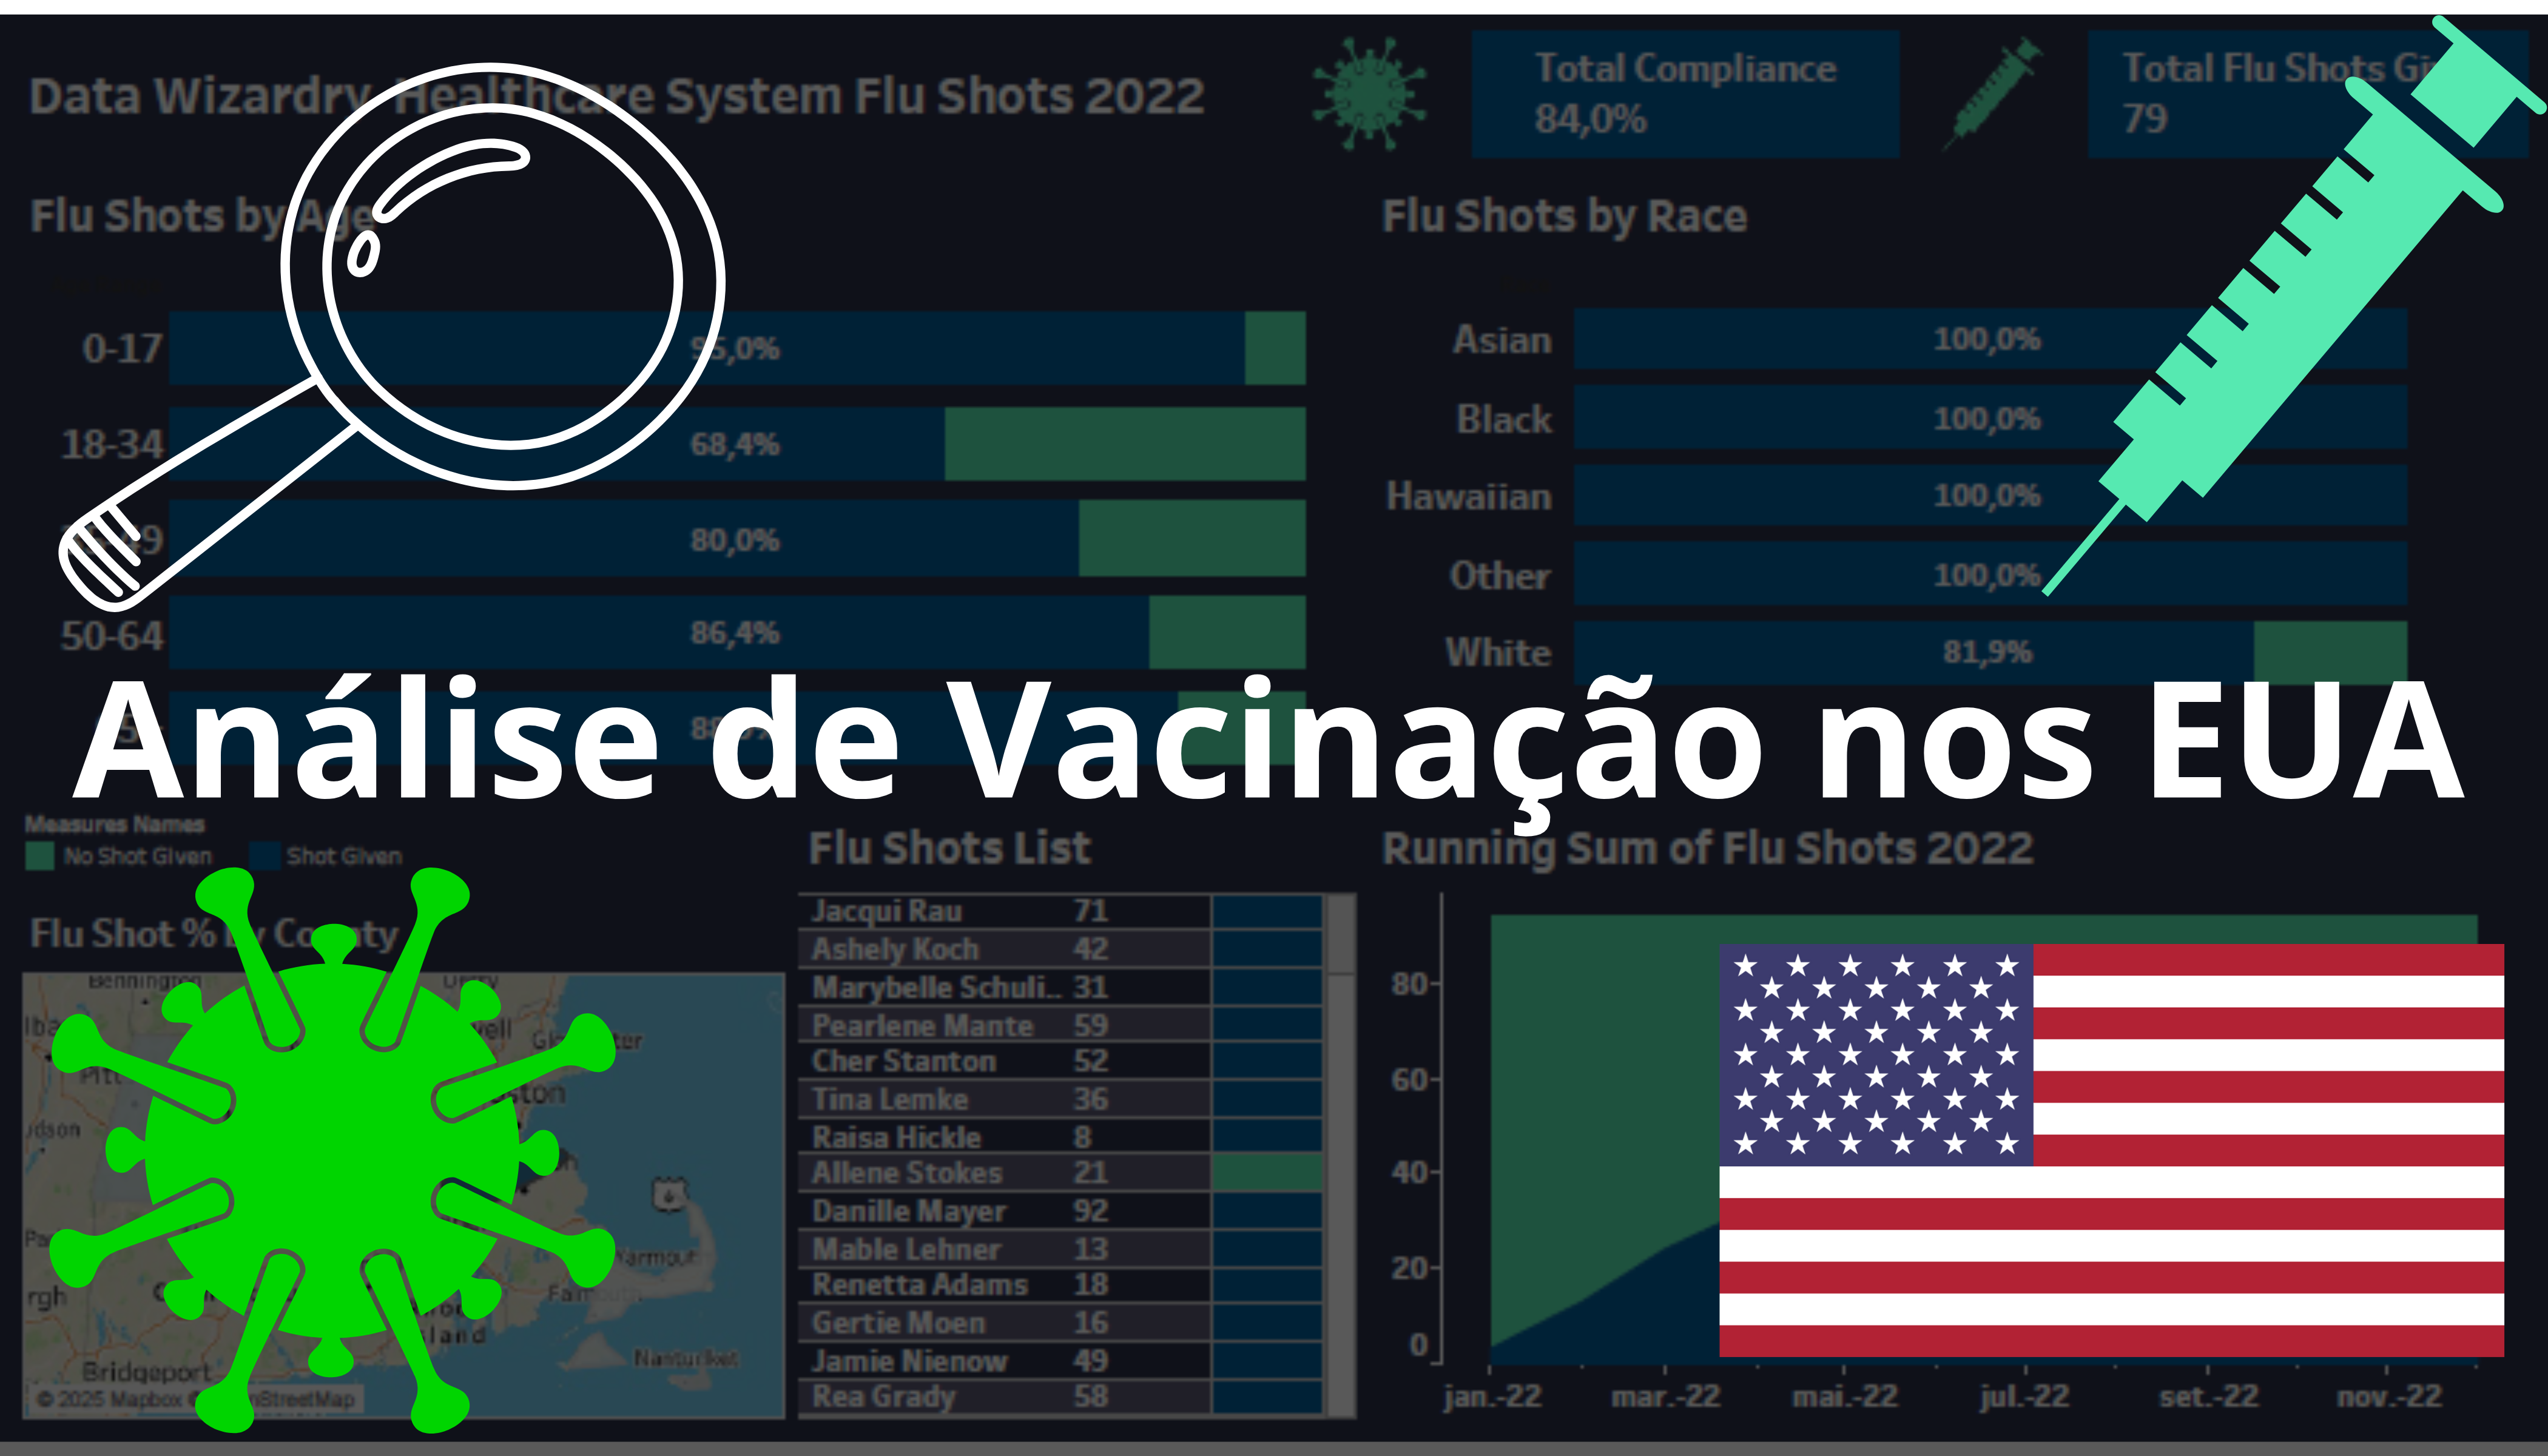 Data Wizardry Healthcare System Flu Shots 2022
Total Compliance
84,0%
Total Flu Shots
79
Flu Shots by Age
0-17
95,0%
18-34
68,4%
80,0%
50-64
86,4%
Flu Shots by Race
Asian
100,0%
Black
100,0%
Hawaiian
100,0%
Other
100,0%
White
81,9%
Análise de Vacinação nos EUA
Measures Names
No Shot Given
Shot Given
Flu Shot % by County
Bennington
Bridgeport
Nantucket
© 2025 Mapbox
Flu Shots List
Jacqui Rau 71
Ashely Koch 42
Marybelle Schuli.. 31
Pearlene Mante 59
Cher Stanton 52
Tina Lemke 36
Raisa Hickle 8
Allene Stokes 21
Danille Mayer 92
Mable Lehner 13
Renetta Adams 18
Gertie Moen 16
Jamie Nienow 49
Rea Grady 58
Running Sum of Flu Shots 2022
80
60
40
20
0
jan.-22
mar.-22
mai.-22
jul.-22
set.-22
nov.-22